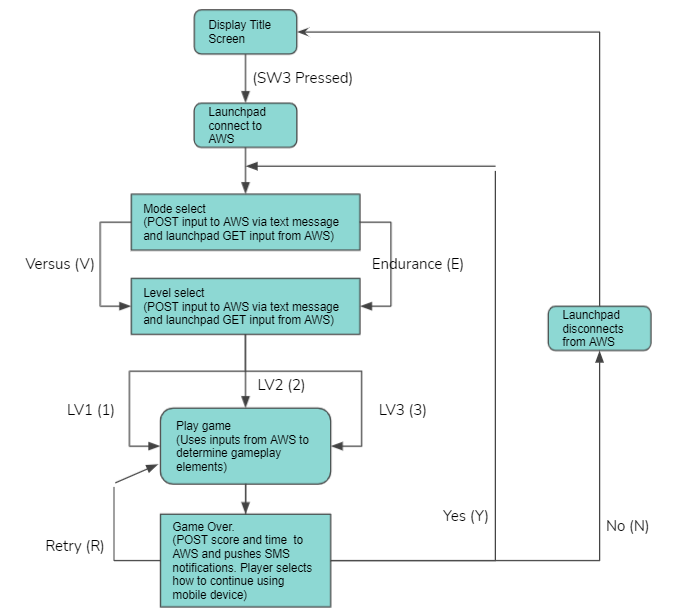 Display Title
Screen
(SW3 Pressed)
Launchpad
connect to
AWS
Mode select
(POST input to AWS via text message
and launchpad GET input from AWS)
Versus (V)
Endurance (E)
Level select
(POST input to AWS via text message
and launchpad GET input from AWS)
Launchpad
disconnects
from AWS
LV2 (2)
LV1 (1)
LV3 (3)
Play game
(Uses inputs from AWS to
determine gameplay
elements)
Yes (Y)
No (N)
Retry (R)
Game Over.
(POST score and time to
AWS and pushes SMS
notifications. Player selects
how to continue using
mobile device)